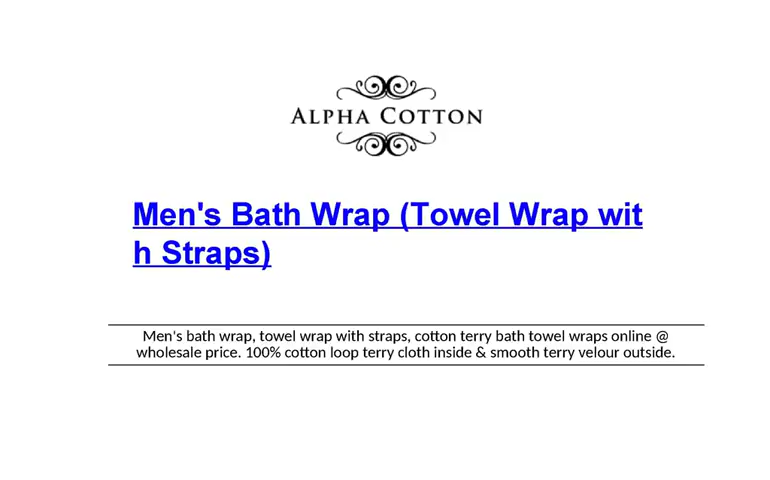 ALPHA COTTON
Men's Bath Wrap (Towel Wrap wit
h Straps)
Men's bath wrap, towel wrap with straps, cotton terry bath towel wraps online @
wholesale price. 100% cotton loop terry cloth inside & smooth terry velour outside.